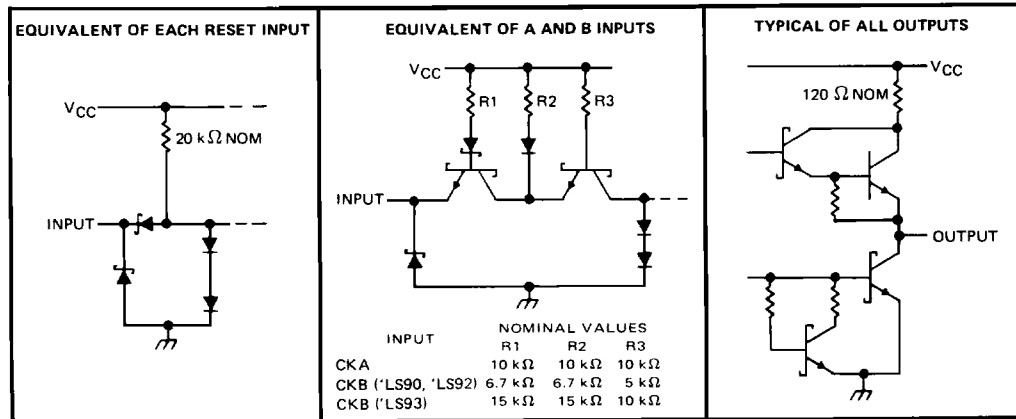 EQUIVALENT OF EACH RESET INPUT
VCC
20 kΩ NOM
INPUT
EQUIVALENT OF A AND B INPUTS
VCC
R1
R2
R3
INPUT
INPUT NOMINAL VALUES
R1 R2 R3
CKA 10 kΩ 10 kΩ 10 kΩ
CKB ('LS90, 'LS92) 6.7 kΩ 6.7 kΩ 5 kΩ
CKB ('LS93) 15 kΩ 15 kΩ 10 kΩ
TYPICAL OF ALL OUTPUTS
VCC
120 Ω NOM
OUTPUT